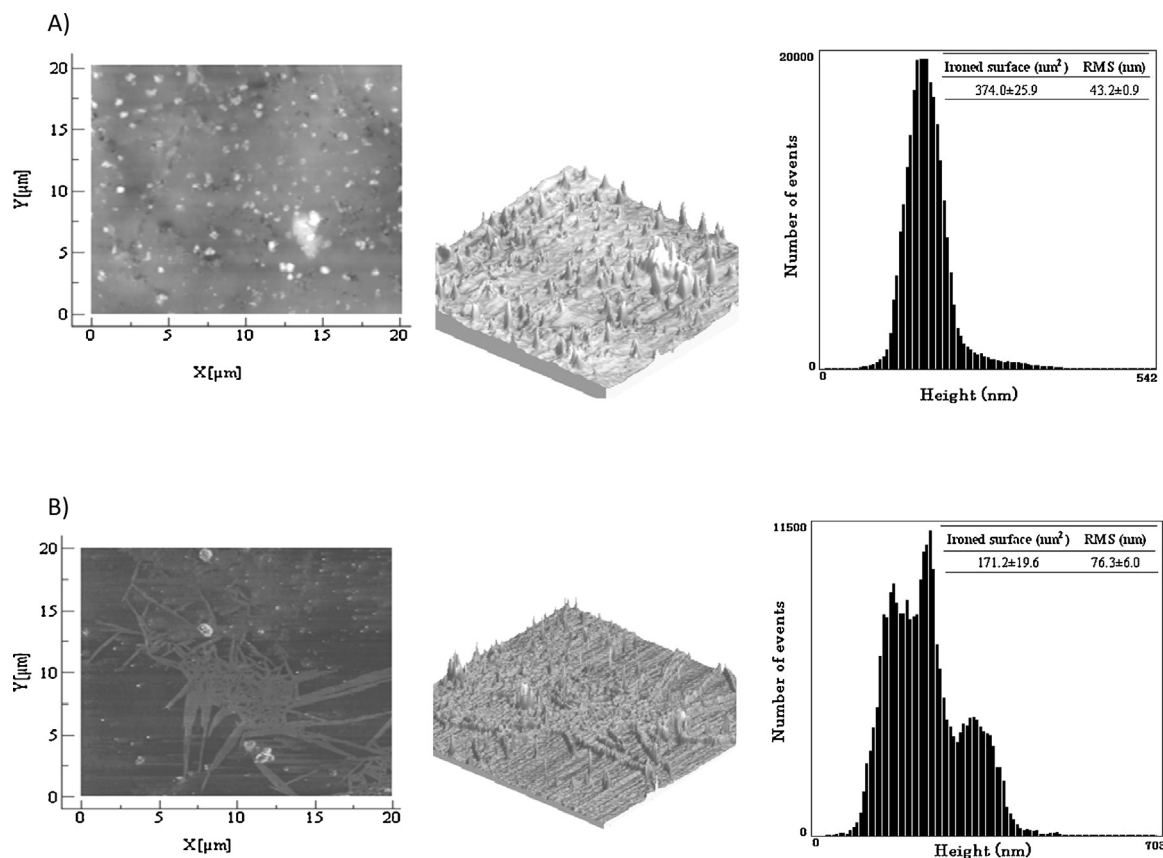 A)
20
15
10
5
0
Y[µm]
0 5 10 15 20
X[µm]
20000
Number of events
0
Ironed surface (nm²) RMS (nm)
374.0±25.9 43.2±0.9
0 542
Height (nm)
B)
20
15
10
5
0
Y[µm]
0 5 10 15 20
X[µm]
11500
Number of events
0
Ironed surface (nm²) RMS (nm)
171.2±19.6 76.3±6.0
0 703
Height (nm)